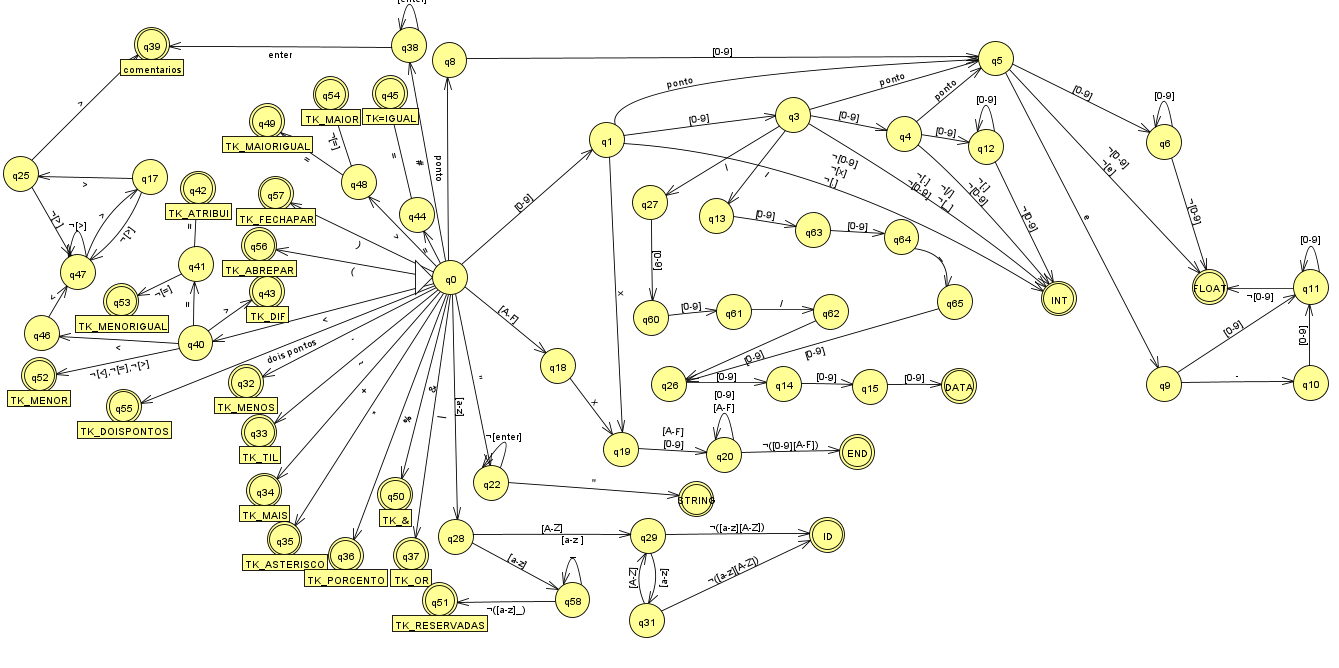 [enter]
q39
comentarios
enter
q38
q8
[0-9]
q5
ponto
ponto
ponto
[0-9]
[0-9]
q54
TK_MAIOR
q45
TK=IGUAL
q49
TK_MAIORIGUAL
¬[=]
=
=
#
ponto
q1
[0-9]
q3
[0-9]
q4
[0-9]
q12
[0-9]
q6
q25
>
>
q17
q42
TK_ATRIBUI
q57
TK_FECHAPAR
q48
q44
[0-9]
q27
/
q13
/
¬[0-9]
¬[x]
¬[.]
¬[.]
¬[/]
¬[0-9]
¬[.]
¬[0-9]
¬[0-9]
¬[0-9]
¬[e]
¬[0-9]
¬[>]
¬[>]
>
¬[>]
=
q56
TK_ABREPAR
)
>
=
[0-9]
q63
[0-9]
q64
q47
q41
(
q0
[0-9]
[0-9]
e
q53
TK_MENORIGUAL
¬[=]
q43
TK_DIF
q65
INT
FLOAT
q11
¬[0-9]
<
=
>
<
[A-F]
x
q60
[0-9]
q61
/
q62
q46
<
q40
dois pontos
-
[0-9]
[0-9]
[0-9]
[0-9]
q52
TK_MENOR
¬[<],¬[=],¬[>]
q32
TK_MENOS
~
q18
q26
[0-9]
q14
[0-9]
q15
[0-9]
DATA
q9
-
q10
q55
TK_DOISPONTOS
+
*
%
&
|
[a-z]
"
x
[0-9]
[A-F]
q33
TK_TIL
¬[enter]
q19
[A-F]
[0-9]
q20
¬([0-9][A-F])
END
q34
TK_MAIS
q50
TK_&
q22
"
STRING
q35
TK_ASTERISCO
q36
TK_PORCENTO
q37
TK_OR
q28
[A-Z]
[a-z ]
q29
¬([a-z][A-Z])
ID
[a-z]
_
[A-Z]
[a-z]
¬([a-z][A-Z])
q51
TK_RESERVADAS
¬([a-z]_)
q58
q31